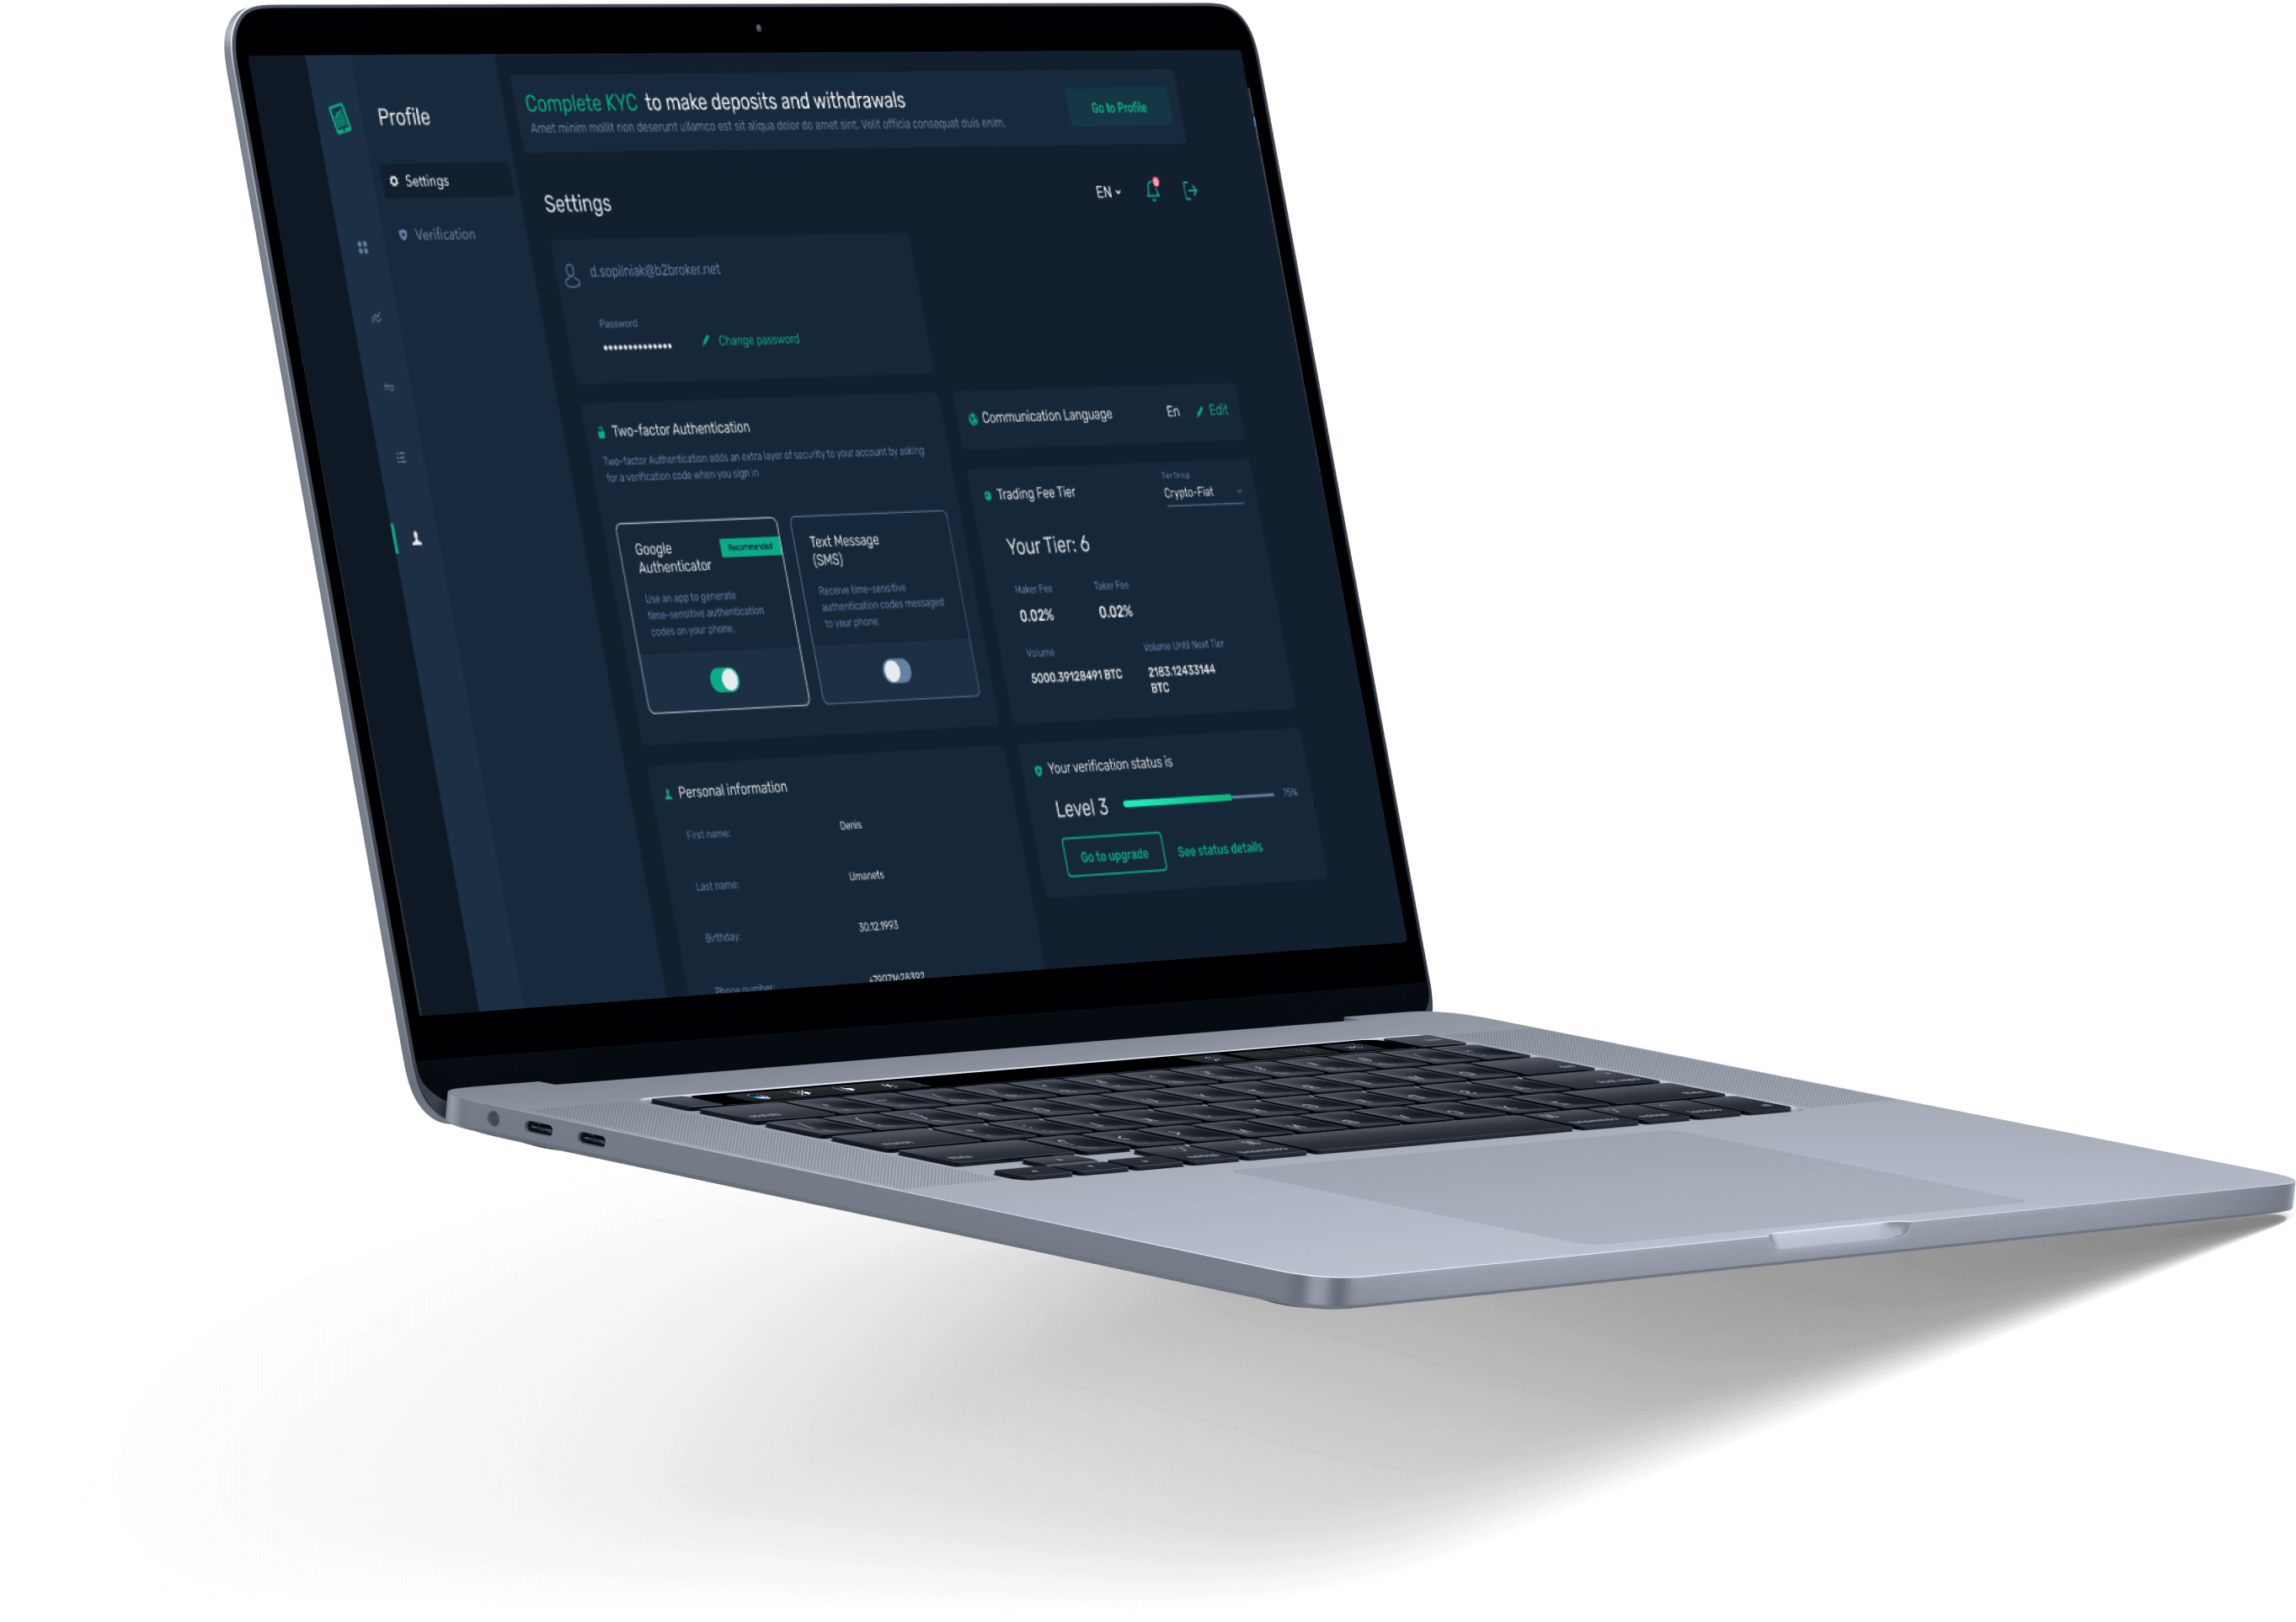 Profile
Settings
Verification
Complete KYC to make deposits and withdrawals
Amet minim mollit non deserunt ullamco est sit aliqua dolor do amet sint. Velit officia consequat duis enim.
Go to Profile
Settings
EN
d.sopilniak@b2broker.net
Password
••••••••••••••
Change password
Two-factor Authentication
Two-factor Authentication adds an extra layer of security to your account by asking
for a verification code when you sign in
Google
Authenticator
Recommended
Use an app to generate
time-sensitive authentication
codes on your phone.
Text Message
(SMS)
Receive time-sensitive
authentication codes messaged
to your phone.
Communication Language
En
Edit
Trading Fee Tier
Tier Group
Crypto-Fiat
Your Tier: 6
Maker Fee
Taker Fee
0.02%
0.02%
Volume
Volume Until Next Tier
5000.39128491 BTC
2183.12433144
BTC
Personal information
First name:
Denis
Last name:
Umanets
Birthday:
30.12.1993
Phone number:
+79071628392
Your verification status is
Level 3
75%
Go to upgrade
See status details